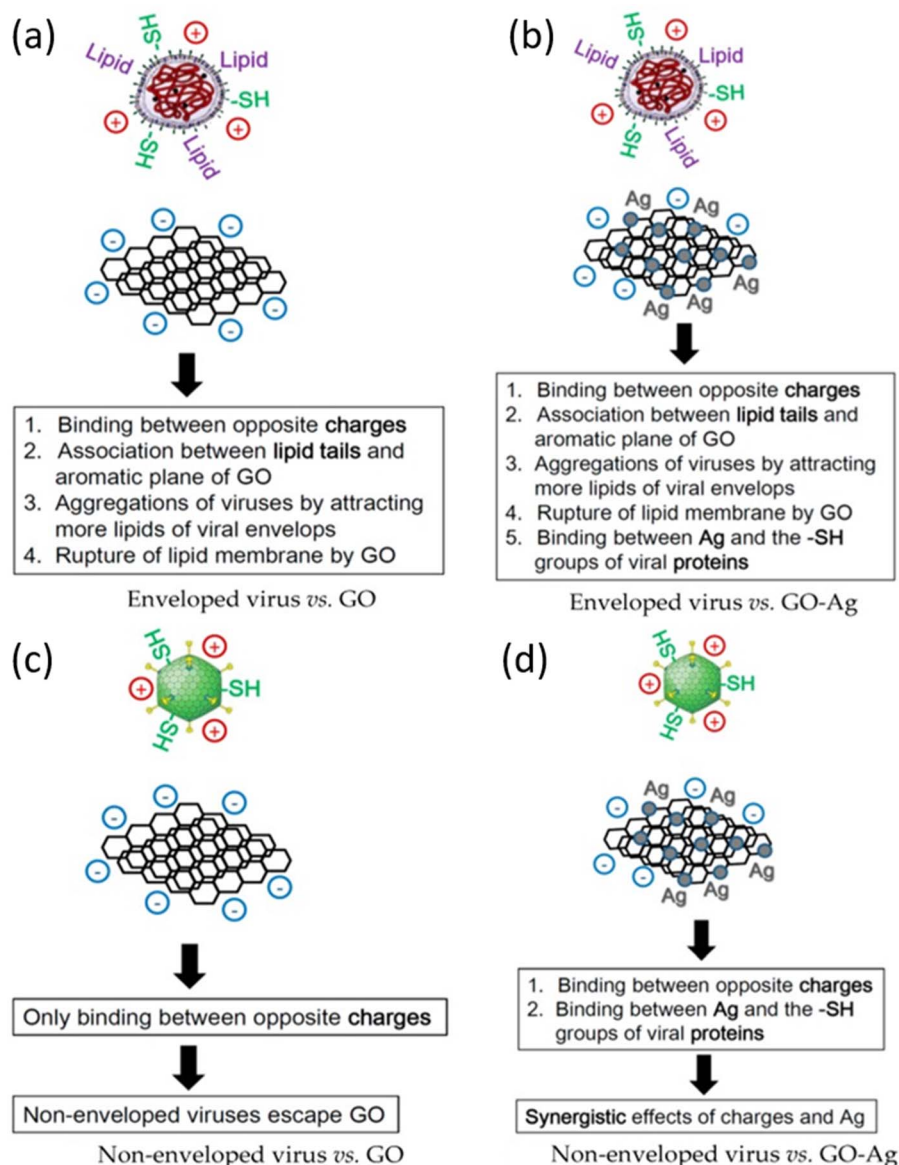 (a)
-SH
+
Lipid
Lipid
-SH
+
+
-SH
Lipid
-
-
-
-
-
-
-
1. Binding between opposite charges
2. Association between lipid tails and
aromatic plane of GO
3. Aggregations of viruses by attracting
more lipids of viral envelops
4. Rupture of lipid membrane by GO
Enveloped virus vs. GO
(b)
-SH
+
Lipid
Lipid
-SH
+
+
-SH
Lipid
Ag
-
Ag
-
-
-
-
Ag
Ag
Ag
1. Binding between opposite charges
2. Association between lipid tails and
aromatic plane of GO
3. Aggregations of viruses by attracting
more lipids of viral envelops
4. Rupture of lipid membrane by GO
5. Binding between Ag and the -SH
groups of viral proteins
Enveloped virus vs. GO-Ag
(c)
-SH
+
+
-SH
-SH
+
-
-
-
-
-
-
-
Only binding between opposite charges
Non-enveloped viruses escape GO
Non-enveloped virus vs. GO
(d)
-SH
+
+
-SH
-SH
+
Ag
-
Ag
-
-
-
-
Ag
Ag
Ag
1. Binding between opposite charges
2. Binding between Ag and the -SH
groups of viral proteins
Synergistic effects of charges and Ag
Non-enveloped virus vs. GO-Ag